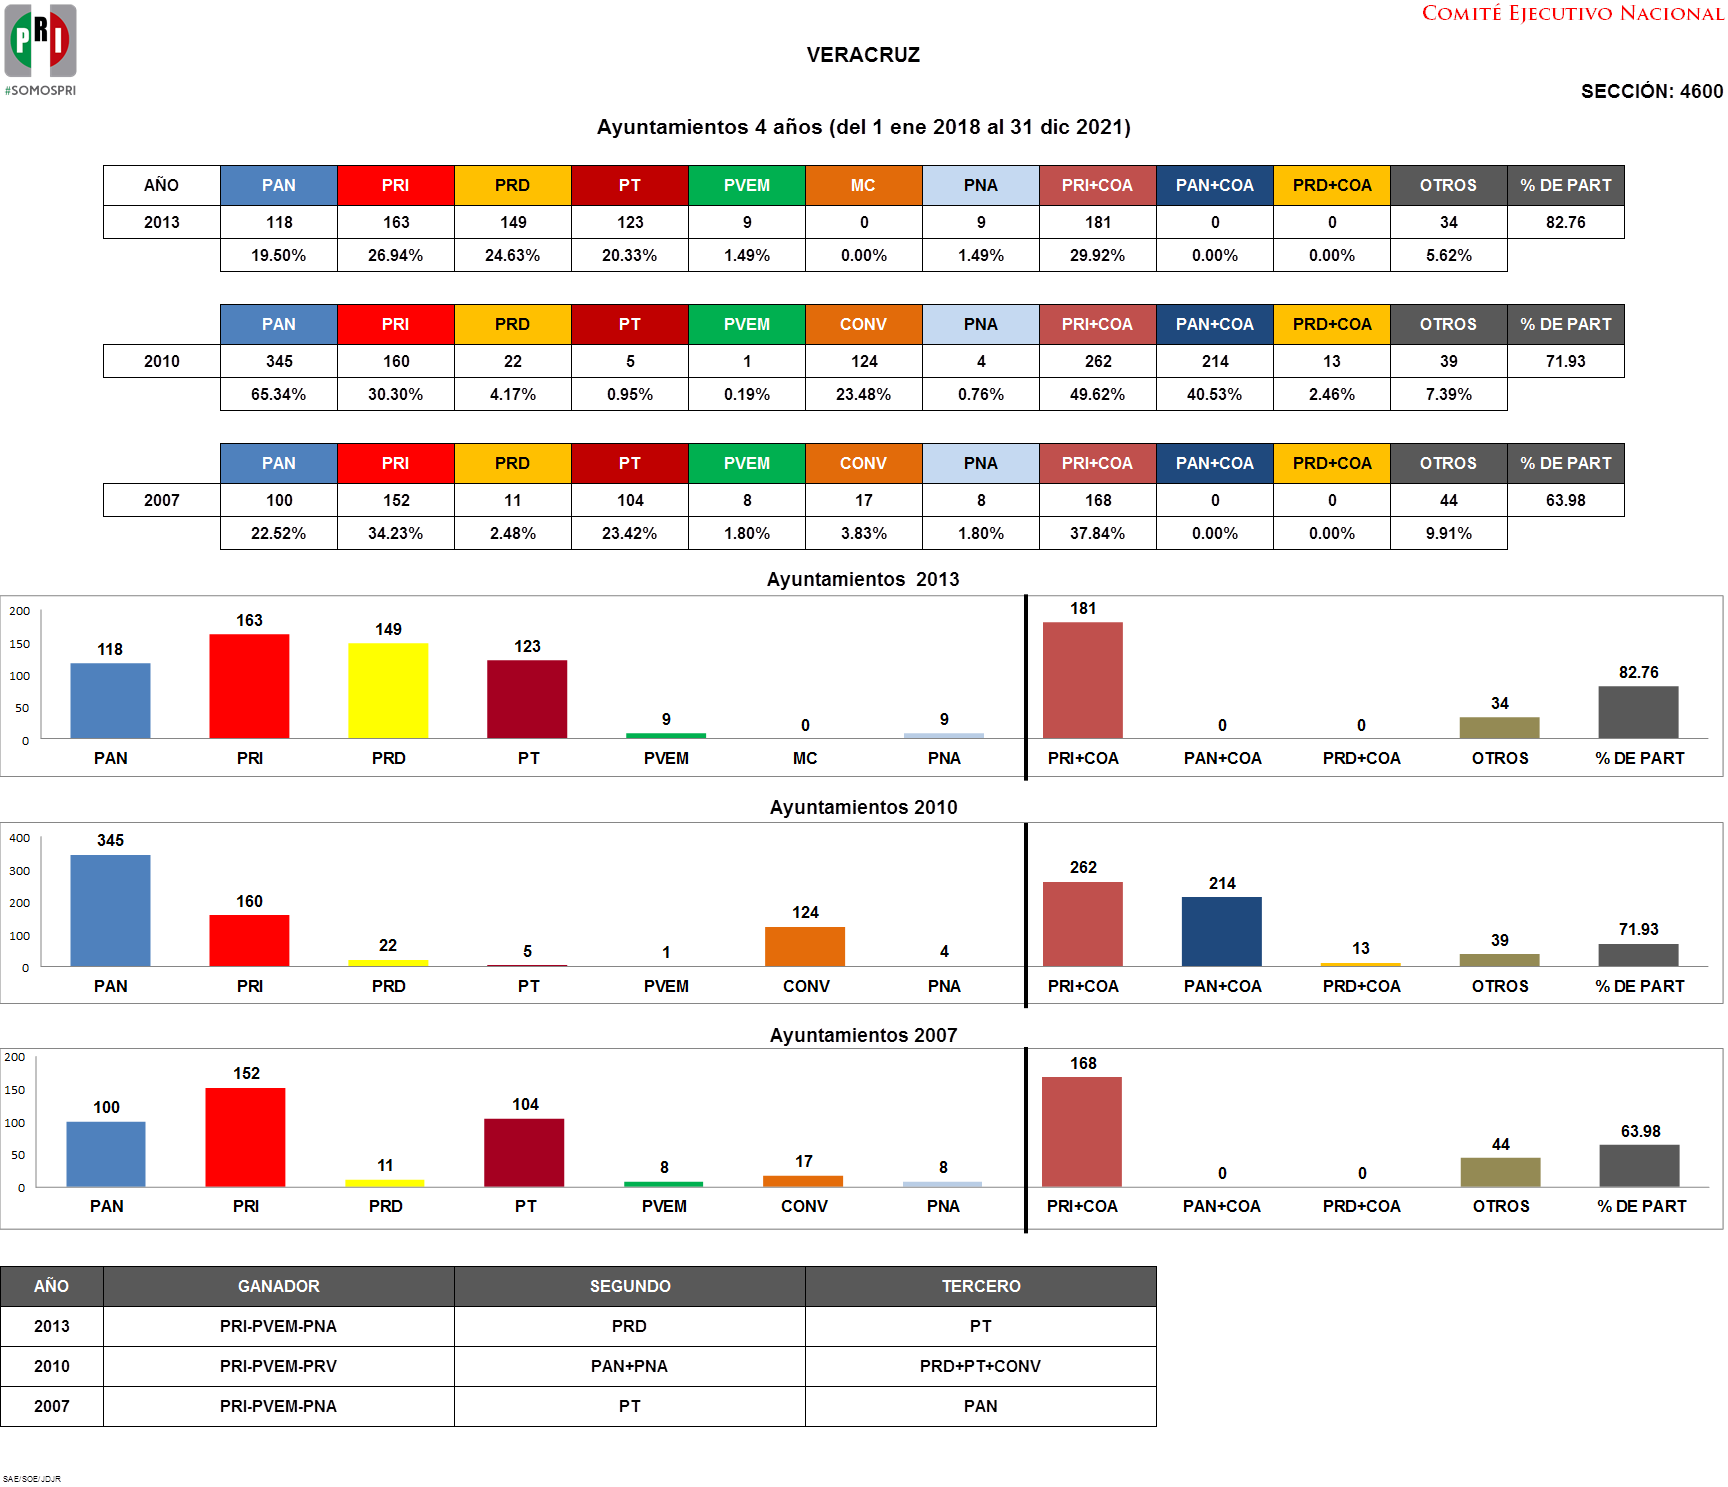 PRI
#SOMOSPRI
COMITÉ EJECUTIVO NACIONAL
VERACRUZ
SECCIÓN: 4600
Ayuntamientos 4 años (del 1 ene 2018 al 31 dic 2021)
AÑO PAN PRI PRD PT PVEM MC PNA PRI+COA PAN+COA PRD+COA OTROS % DE PART
2013 118 163 149 123 9 0 9 181 0 0 34 82.76
19.50% 26.94% 24.63% 20.33% 1.49% 0.00% 1.49% 29.92% 0.00% 0.00% 5.62%
PAN PRI PRD PT PVEM CONV PNA PRI+COA PAN+COA PRD+COA OTROS % DE PART
2010 345 160 22 5 1 124 4 262 214 13 39 71.93
65.34% 30.30% 4.17% 0.95% 0.19% 23.48% 0.76% 49.62% 40.53% 2.46% 7.39%
PAN PRI PRD PT PVEM CONV PNA PRI+COA PAN+COA PRD+COA OTROS % DE PART
2007 100 152 11 104 8 17 8 168 0 0 44 63.98
22.52% 34.23% 2.48% 23.42% 1.80% 3.83% 1.80% 37.84% 0.00% 0.00% 9.91%
Ayuntamientos 2013
200
150
100
50
0
118 163 149 123 9 0 9 181 0 0 34 82.76
PAN PRI PRD PT PVEM MC PNA PRI+COA PAN+COA PRD+COA OTROS % DE PART
Ayuntamientos 2010
400
300
200
100
0
345 160 22 5 1 124 4 262 214 13 39 71.93
PAN PRI PRD PT PVEM CONV PNA PRI+COA PAN+COA PRD+COA OTROS % DE PART
Ayuntamientos 2007
200
150
100
50
0
100 152 11 104 8 17 8 168 0 0 44 63.98
PAN PRI PRD PT PVEM CONV PNA PRI+COA PAN+COA PRD+COA OTROS % DE PART
AÑO GANADOR SEGUNDO TERCERO
2013 PRI-PVEM-PNA PRD PT
2010 PRI-PVEM-PRV PAN+PNA PRD+PT+CONV
2007 PRI-PVEM-PNA PT PAN
SAE/SOE/JDJR